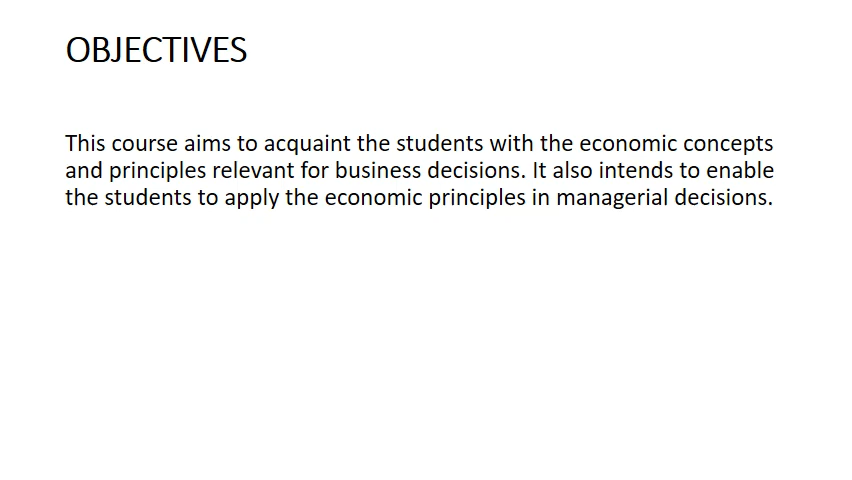 OBJECTIVES
This course aims to acquaint the students with the economic concepts
and principles relevant for business decisions. It also intends to enable
the students to apply the economic principles in managerial decisions.